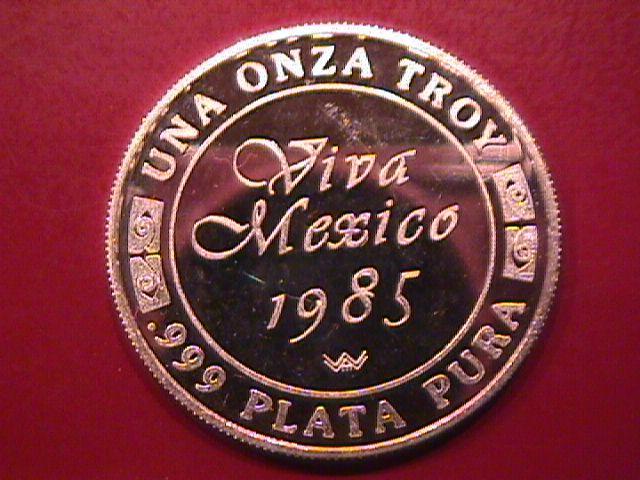 UNA ONZA TROY
Viva
Mexico
1985
.999 PLATA PURA